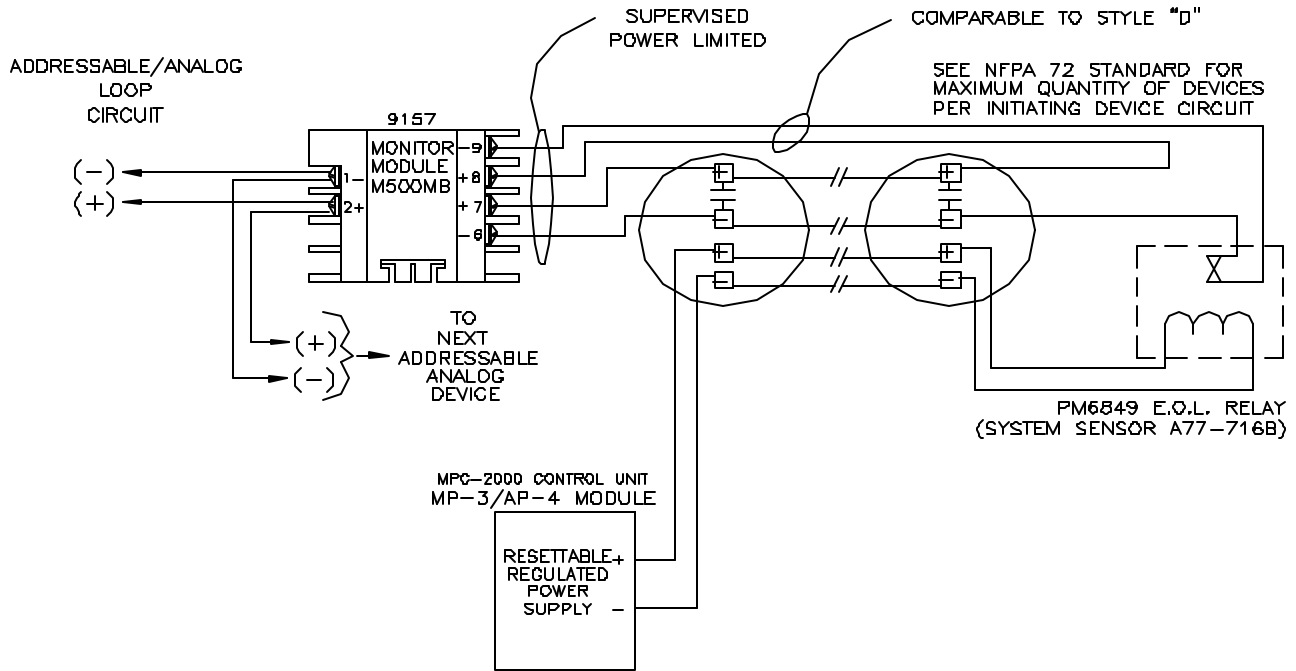 SUPERVISED
POWER LIMITED
COMPARABLE TO STYLE "D"
ADDRESSABLE/ANALOG
LOOP
CIRCUIT
SEE NFPA 72 STANDARD FOR
MAXIMUM QUANTITY OF DEVICES
PER INITIATING DEVICE CIRCUIT
9157
MONITOR
MODULE
M500MB
-9
+8
+7
-6
1-
2+
(-)
(+)
+ + 
- -
+ +
- -
(+)
(-)
TO
NEXT
ADDRESSABLE
ANALOG
DEVICE
PM6849 E.O.L. RELAY
(SYSTEM SENSOR A77-716B)
MPC-2000 CONTROL UNIT
MP-3/AP-4 MODULE
RESETTABLE +
REGULATED
POWER
SUPPLY -